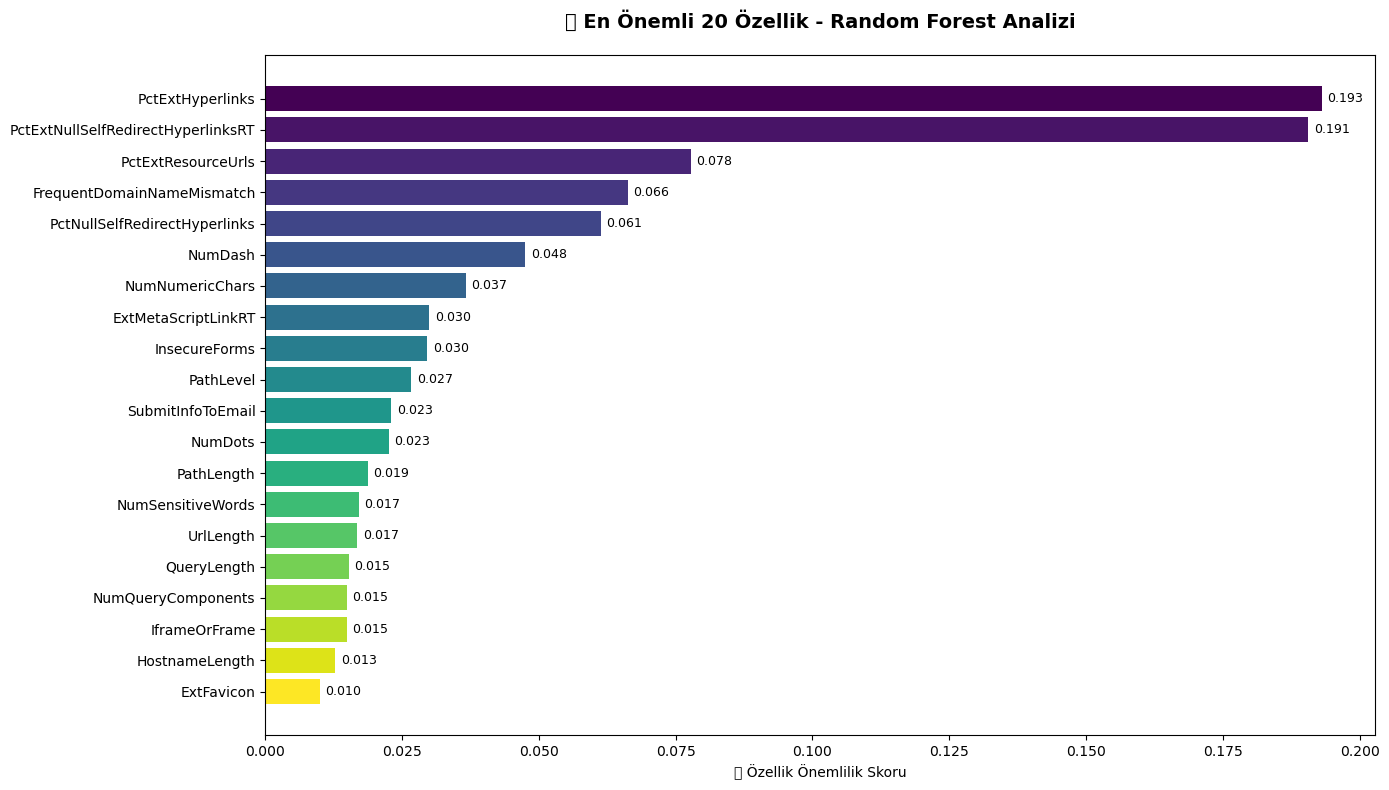 En Önemli 20 Özellik - Random Forest Analizi
PctExtHyperlinks 0.193
PctExtNullSelfRedirectHyperlinksRT 0.191
PctExtResourceUrls 0.078
FrequentDomainNameMismatch 0.066
PctNullSelfRedirectHyperlinks 0.061
NumDash 0.048
NumNumericChars 0.037
ExtMetaScriptLinkRT 0.030
InsecureForms 0.030
PathLevel 0.027
SubmitInfoToEmail 0.023
NumDots 0.023
PathLength 0.019
NumSensitiveWords 0.017
UrlLength 0.017
QueryLength 0.015
NumQueryComponents 0.015
IframeOrFrame 0.015
HostnameLength 0.013
ExtFavicon 0.010
0.000 0.025 0.050 0.075 0.100 0.125 0.150 0.175 0.200
Özellik Önemlilik Skoru